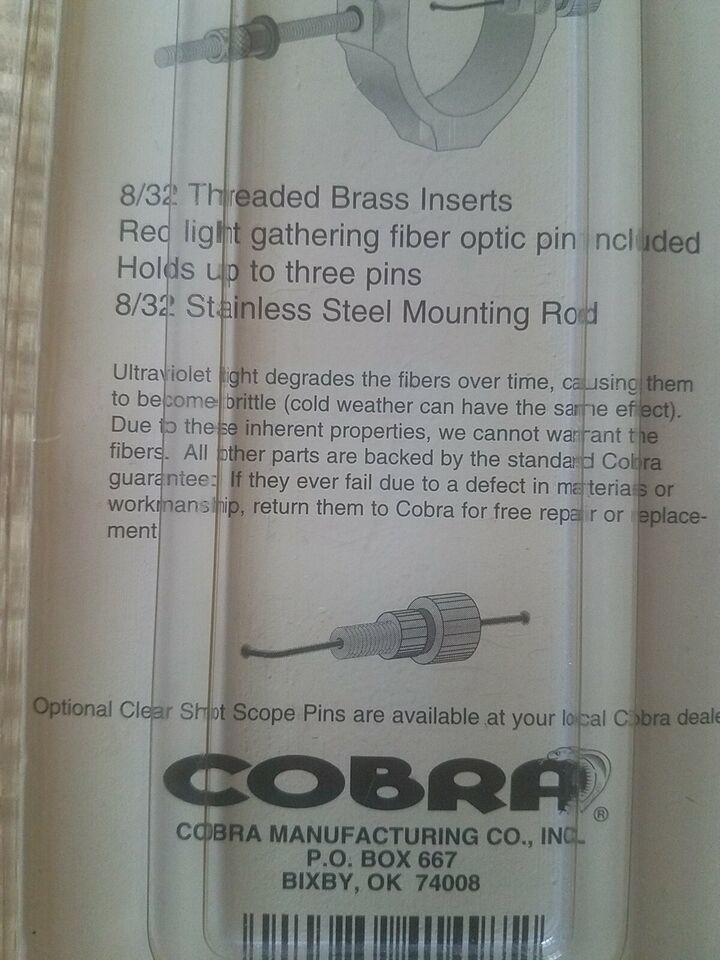 8/32 Threaded Brass Inserts
Red light gathering fiber optic pin included
Holds up to three pins
8/32 Stainless Steel Mounting Rod
Ultraviolet light degrades the fibers over time, causing them
to become brittle (cold weather can have the same effect).
Due to these inherent properties, we cannot warrant the
fibers. All other parts are backed by the standard Cobra
guarantee: If they ever fail due to a defect in materials or
workmanship, return them to Cobra for free repair or replace-
ment
Optional Clear Shot Scope Pins are available at your local Cobra deale
COBRA
®
COBRA MANUFACTURING CO., INC.
P.O. BOX 667
BIXBY, OK 74008